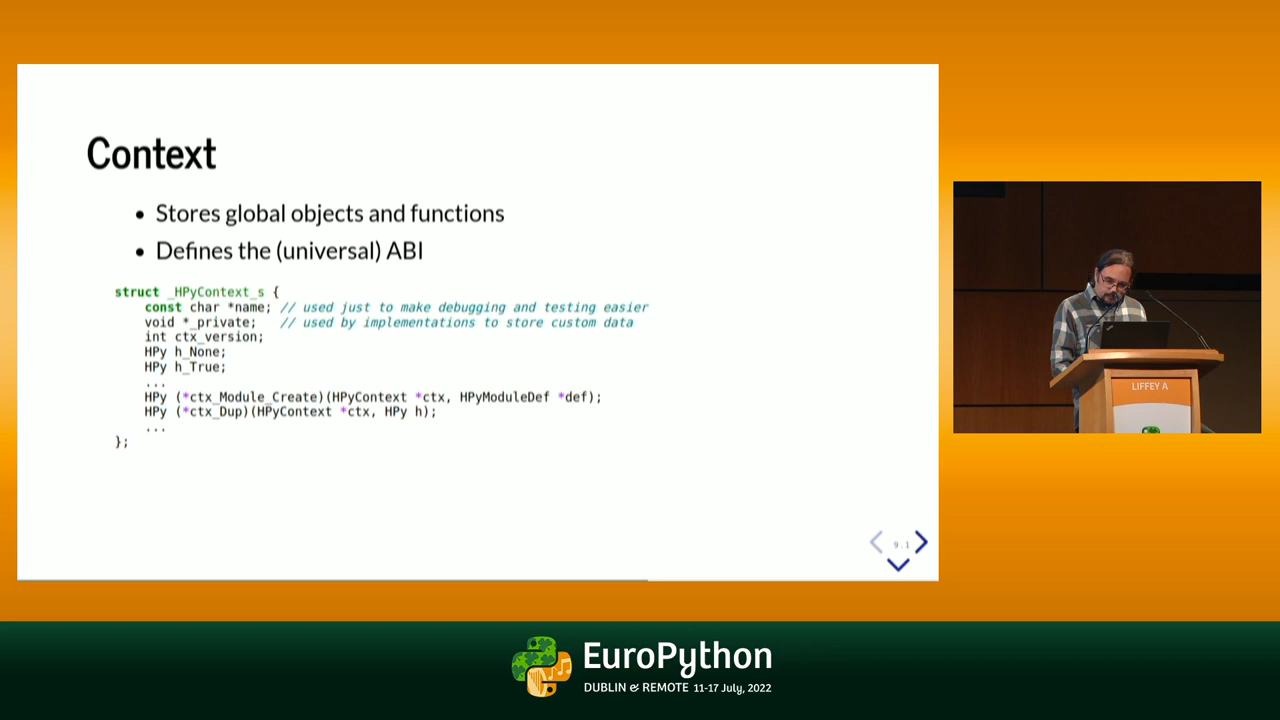 Context
• Stores global objects and functions
• Defines the (universal) ABI
struct _HPyContext_s {
    const char *name; // used just to make debugging and testing easier
    void *_private;   // used by implementations to store custom data
    int ctx_version;
    HPy h_None;
    HPy h_True;
    ...
    HPy (*ctx_Module_Create)(HPyContext *ctx, HPyModuleDef *def);
    HPy (*ctx_Dup)(HPyContext *ctx, HPy h);
    ...
};
9.1
LIFFEY A
EuroPython
DUBLIN & REMOTE 11-17 July, 2022